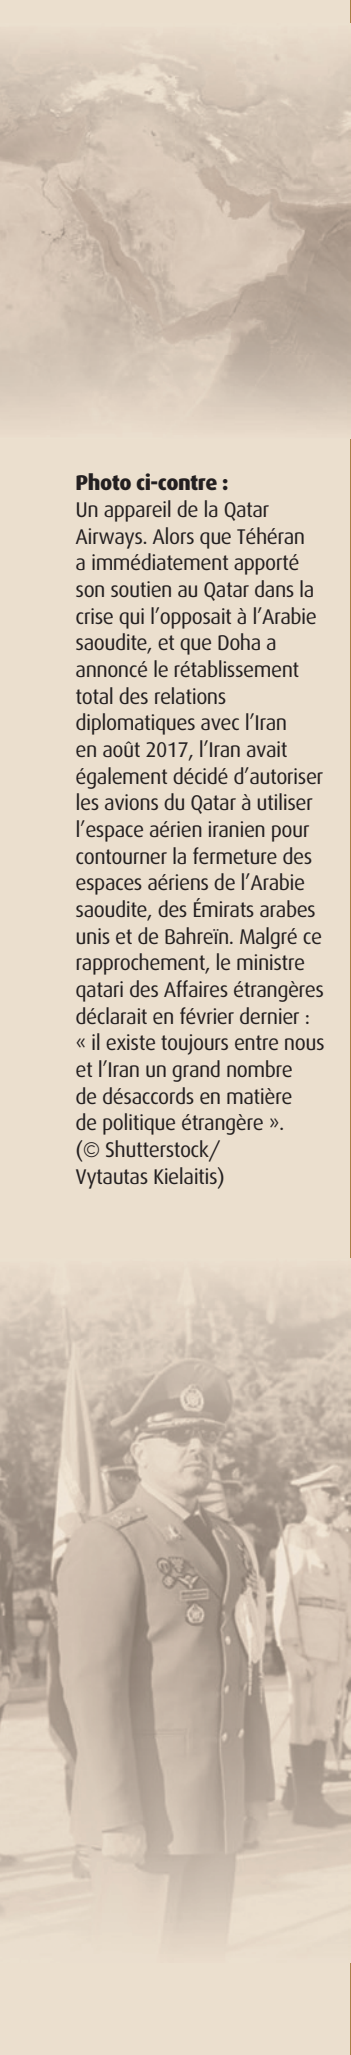 Photo ci-contre :
Un appareil de la Qatar
Airways. Alors que Téhéran
a immédiatement apporté
son soutien au Qatar dans la
crise qui l’opposait à l’Arabie
saoudite, et que Doha a
annoncé le rétablissement
total des relations
diplomatiques avec l’Iran
en août 2017, l’Iran avait
également décidé d’autoriser
les avions du Qatar à utiliser
l’espace aérien iranien pour
contourner la fermeture des
espaces aériens de l’Arabie
saoudite, des Émirats arabes
unis et de Bahreïn. Malgré ce
rapprochement, le ministre
qatari des Affaires étrangères
déclarait en février dernier :
« il existe toujours entre nous
et l’Iran un grand nombre
de désaccords en matière
de politique étrangère ».
(© Shutterstock/
Vytautas Kielaitis)